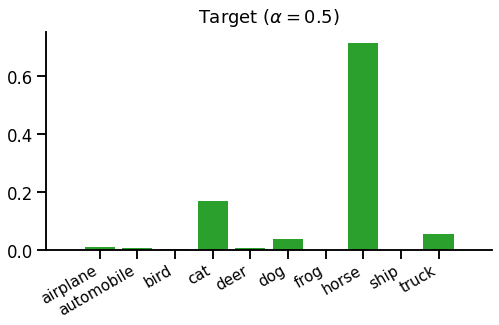 Target (α = 0.5)
0.6
0.4
0.2
0.0
airplane
automobile
bird
cat
deer
dog
frog
horse
ship
truck